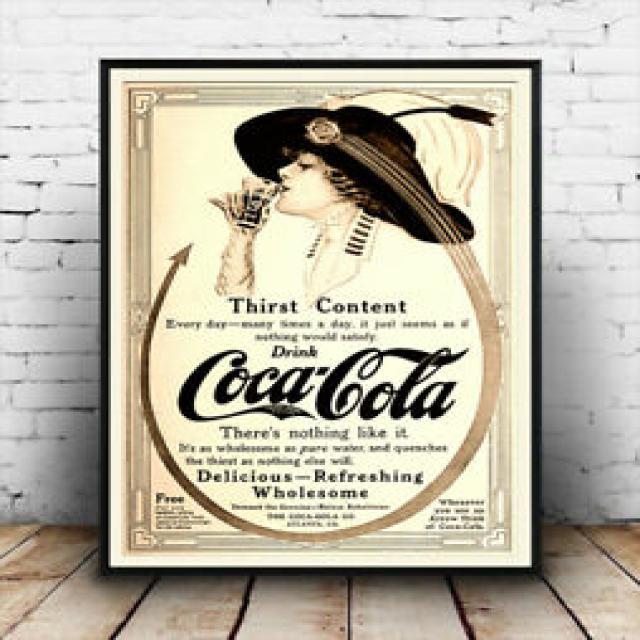 Thirst Content
Every day—many times a day, it just seems as if
nothing would satisfy.
Drink
Coca-Cola
There's nothing like it.
It's as wholesome as pure water, and quenches
the thirst as nothing else will.
Delicious—Refreshing
Wholesome
Demand the Genuine—Refuse Substitutes
THE COCA-COLA CO.
ATLANTA, GA.
Free
Whenever
you see an
Arrow think
of Coca-Cola.